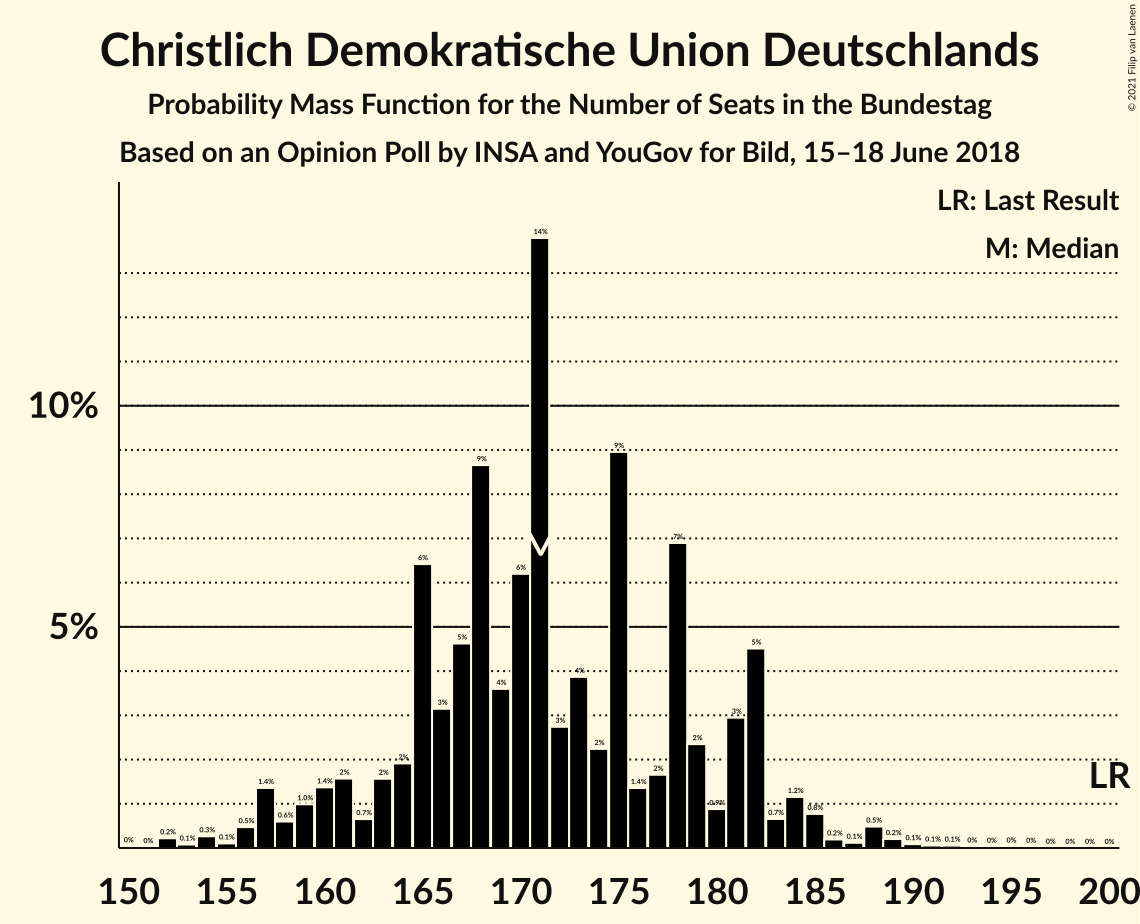 Christlich Demokratische Union Deutschlands
Probability Mass Function for the Number of Seats in the Bundestag
Based on an Opinion Poll by INSA and YouGov for Bild, 15–18 June 2018
© 2021 Filip van Laenen
LR: Last Result
M: Median
10%
5%
0% 0% 0.2% 0.1% 0.3% 0.1% 0.5% 1.4% 0.6% 1.0% 1.4% 2% 0.7% 2% 2% 6% 3% 5% 9% 4% 6% 14% 3% 4% 2% 9% 1.4% 2% 7% 2% 0.9% 3% 5% 0.7% 1.2% 0.8% 0.2% 0.1% 0.5% 0.2% 0.1% 0.1% 0.1% 0% 0% 0% 0% 0% 0% 0% 0%
LR
150 155 160 165 170 175 180 185 190 195 200